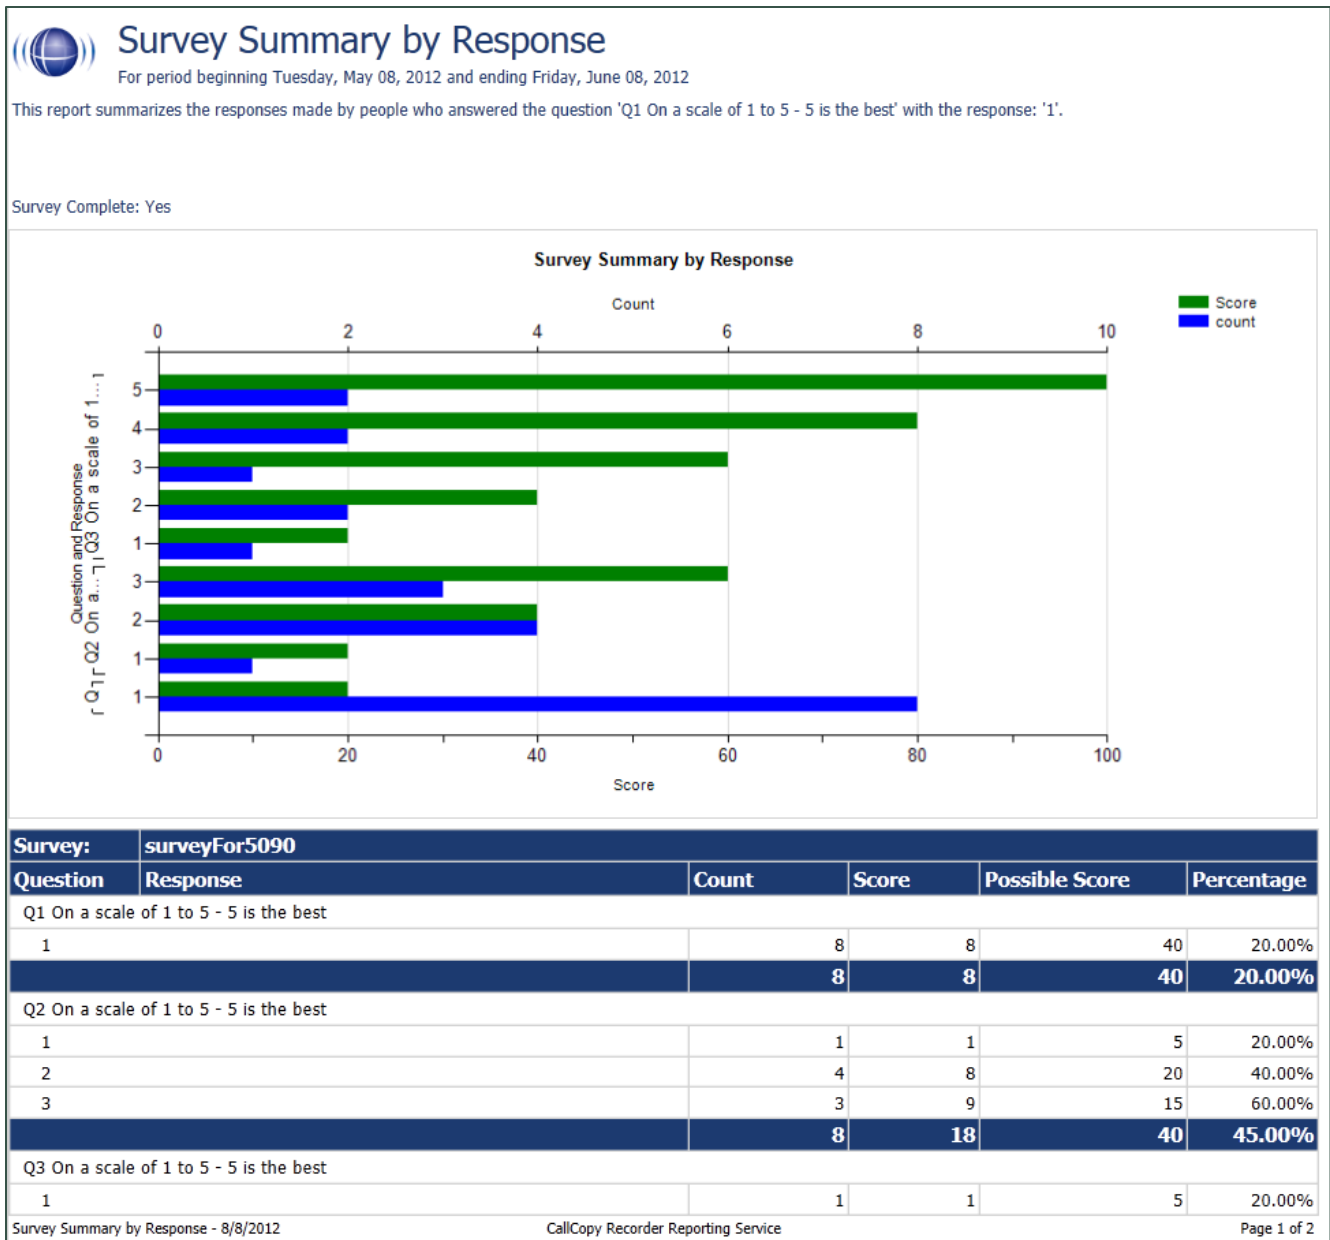 Survey Summary by Response
For period beginning Tuesday, May 08, 2012 and ending Friday, June 08, 2012
This report summarizes the responses made by people who answered the question 'Q1 On a scale of 1 to 5 - 5 is the best' with the response: '1'.
Survey Complete: Yes
Survey Summary by Response
Count
Score
count
0 2 4 6 8 10
Question and Response
Q3 On a scale of 1...
5
4
3
2
1
Q2 On a...
3
2
1
Q
1
0 20 40 60 80 100
Score
Survey: surveyFor5090
Question Response Count Score Possible Score Percentage
Q1 On a scale of 1 to 5 - 5 is the best
1 8 8 40 20.00%
8 8 40 20.00%
Q2 On a scale of 1 to 5 - 5 is the best
1 1 1 5 20.00%
2 4 8 20 40.00%
3 3 9 15 60.00%
8 18 40 45.00%
Q3 On a scale of 1 to 5 - 5 is the best
1 1 1 5 20.00%
Survey Summary by Response - 8/8/2012 CallCopy Recorder Reporting Service Page 1 of 2